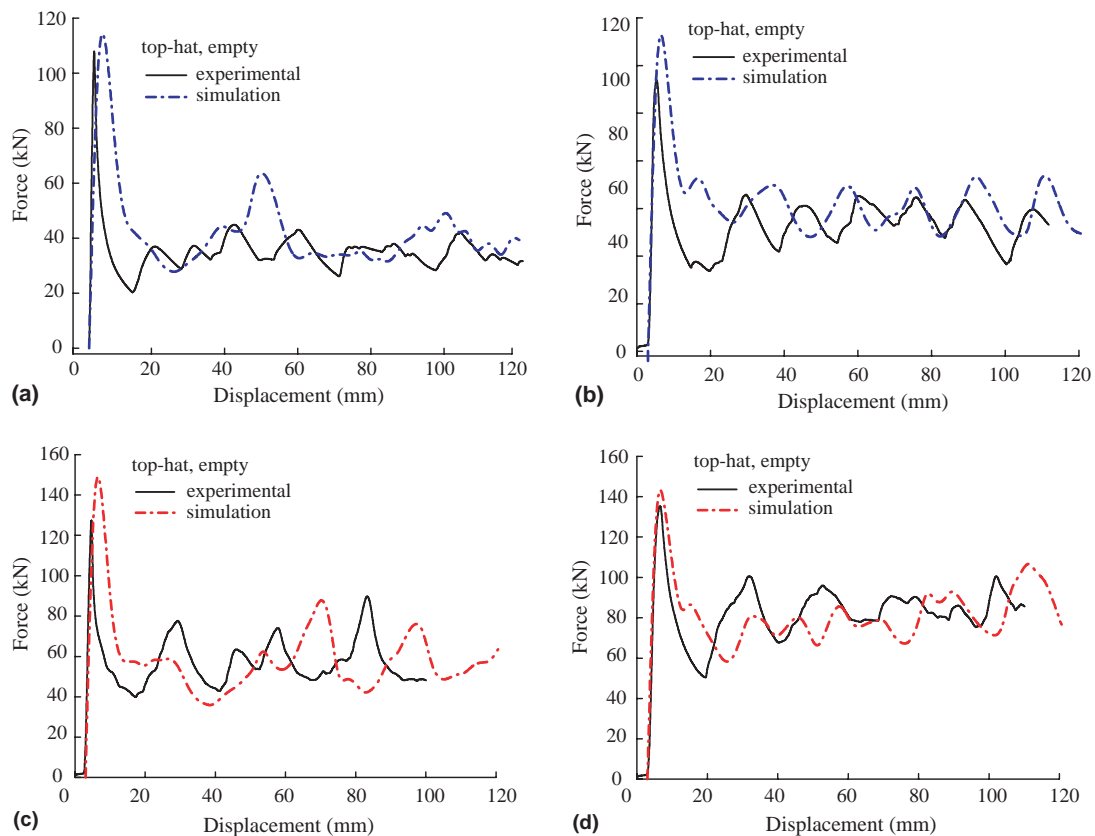 120
100
80
60
40
20
0
Force (kN)
top-hat, empty
experimental
simulation
0 20 40 60 80 100 120
Displacement (mm)
(a)
120
100
80
60
40
20
0
Force (kN)
top-hat, empty
experimental
simulation
0 20 40 60 80 100 120
Displacement (mm)
(b)
160
140
120
100
80
60
40
20
0
Force (kN)
top-hat, empty
experimental
simulation
0 20 40 60 80 100 120
Displacement (mm)
(c)
160
140
120
100
80
60
40
20
0
Force (kN)
top-hat, empty
experimental
simulation
0 20 40 60 80 100 120
Displacement (mm)
(d)